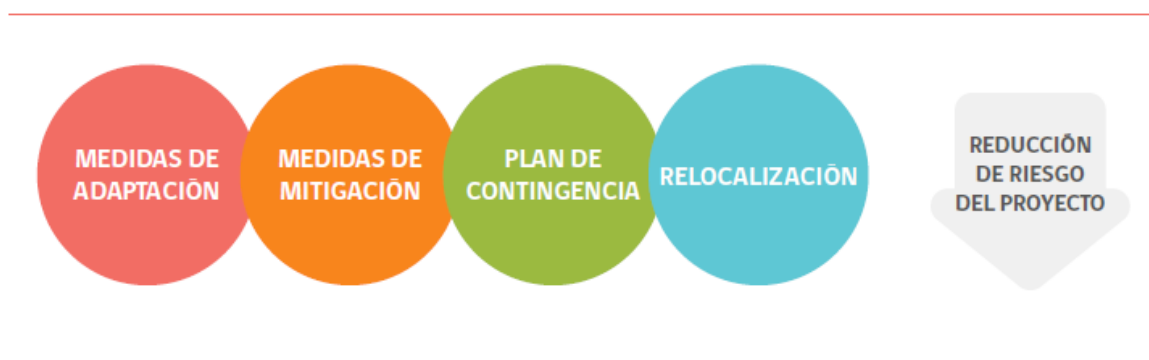 MEDIDAS DE
ADAPTACIÓN
MEDIDAS DE
MITIGACIÓN
PLAN DE
CONTINGENCIA
RELOCALIZACIÓN
REDUCCIÓN
DE RIESGO
DEL PROYECTO